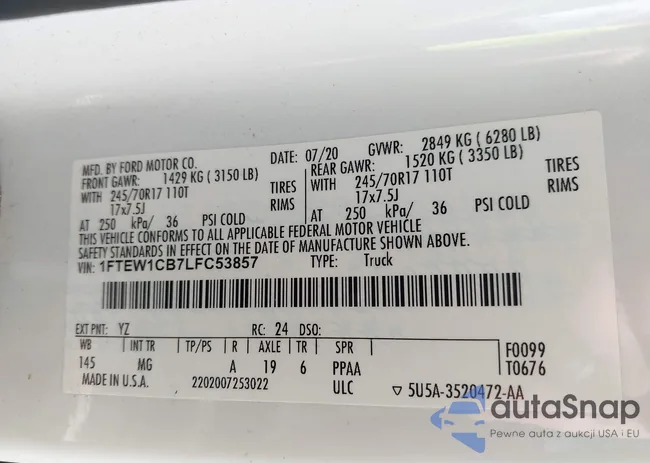 MFD. BY FORD MOTOR CO.
DATE: 07/20 GVWR: 2849 KG ( 6280 LB)
FRONT GAWR: 1429 KG ( 3150 LB) REAR GAWR: 1520 KG ( 3350 LB)
WITH 245/70R17 110T TIRES WITH 245/70R17 110T TIRES
17x7.5J RIMS 17x7.5J RIMS
AT 250 kPa/ 36 PSI COLD AT 250 kPa/ 36 PSI COLD
THIS VEHICLE CONFORMS TO ALL APPLICABLE FEDERAL MOTOR VEHICLE
SAFETY STANDARDS IN EFFECT ON THE DATE OF MANUFACTURE SHOWN ABOVE.
VIN: 1FTEW1CB7LFC53857 TYPE: Truck
EXT PNT: YZ RC: 24 DSO:
WB INT TR TP/PS R AXLE TR SPR F0099
145 MG A 19 6 PPAA T0676
MADE IN U.S.A. 2202007253022 ULC ▽ 5U5A-3520472-AA
autaSnap
Pewne auta z aukcji USA i EU